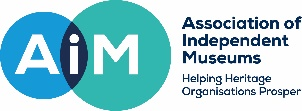 AiM
Association of
Independent
Museums
Helping Heritage
Organisations Prosper